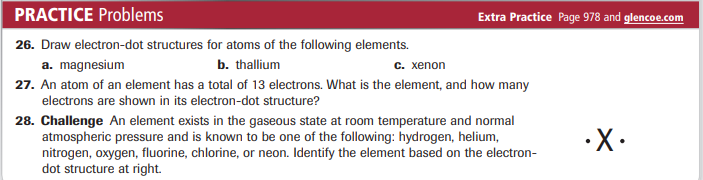 PRACTICE Problems
Extra Practice Page 978 and glencoe.com
26. Draw electron-dot structures for atoms of the following elements.
a. magnesium b. thallium c. xenon
27. An atom of an element has a total of 13 electrons. What is the element, and how many
electrons are shown in its electron-dot structure?
28. Challenge An element exists in the gaseous state at room temperature and normal
atmospheric pressure and is known to be one of the following: hydrogen, helium,
nitrogen, oxygen, fluorine, chlorine, or neon. Identify the element based on the electron-
dot structure at right.
·X·